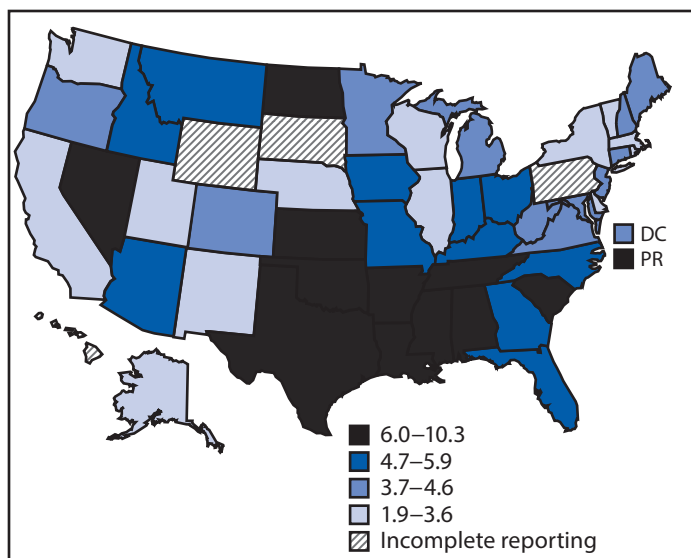 DC
PR
6.0–10.3
4.7–5.9
3.7–4.6
1.9–3.6
Incomplete reporting